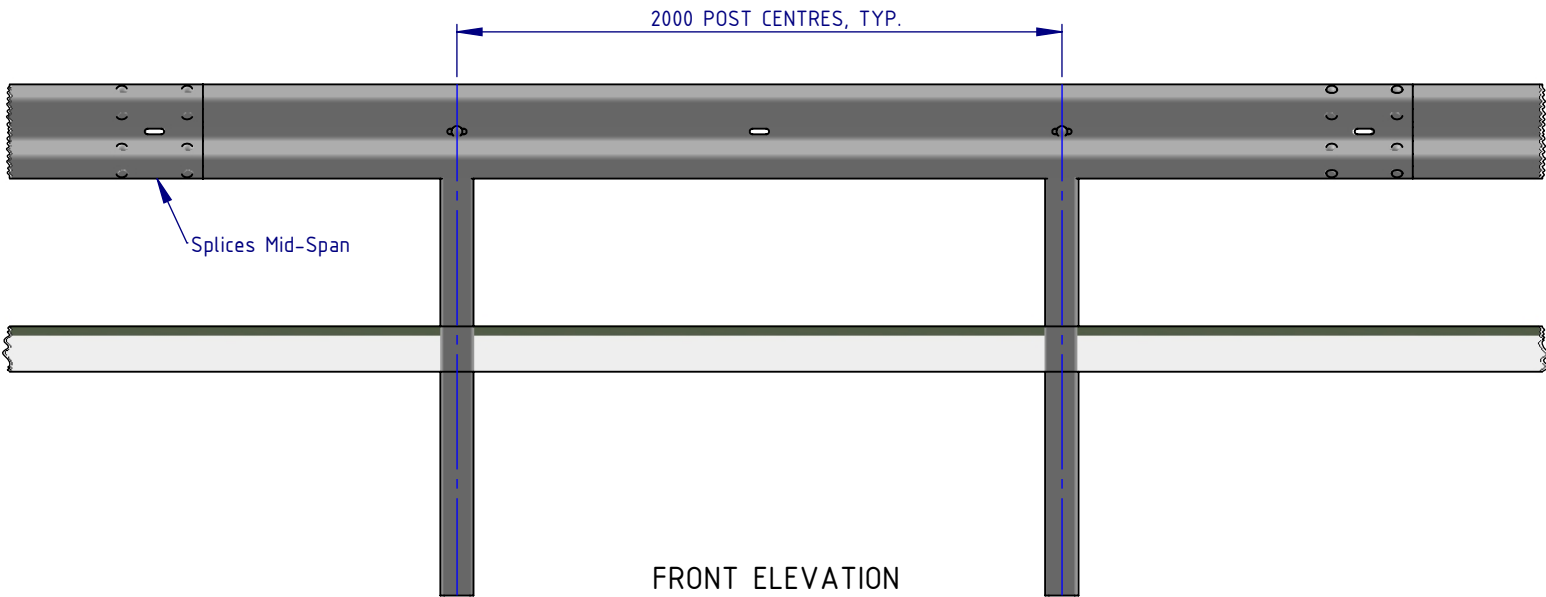 2000 POST CENTRES, TYP.
Splices Mid-Span
FRONT ELEVATION